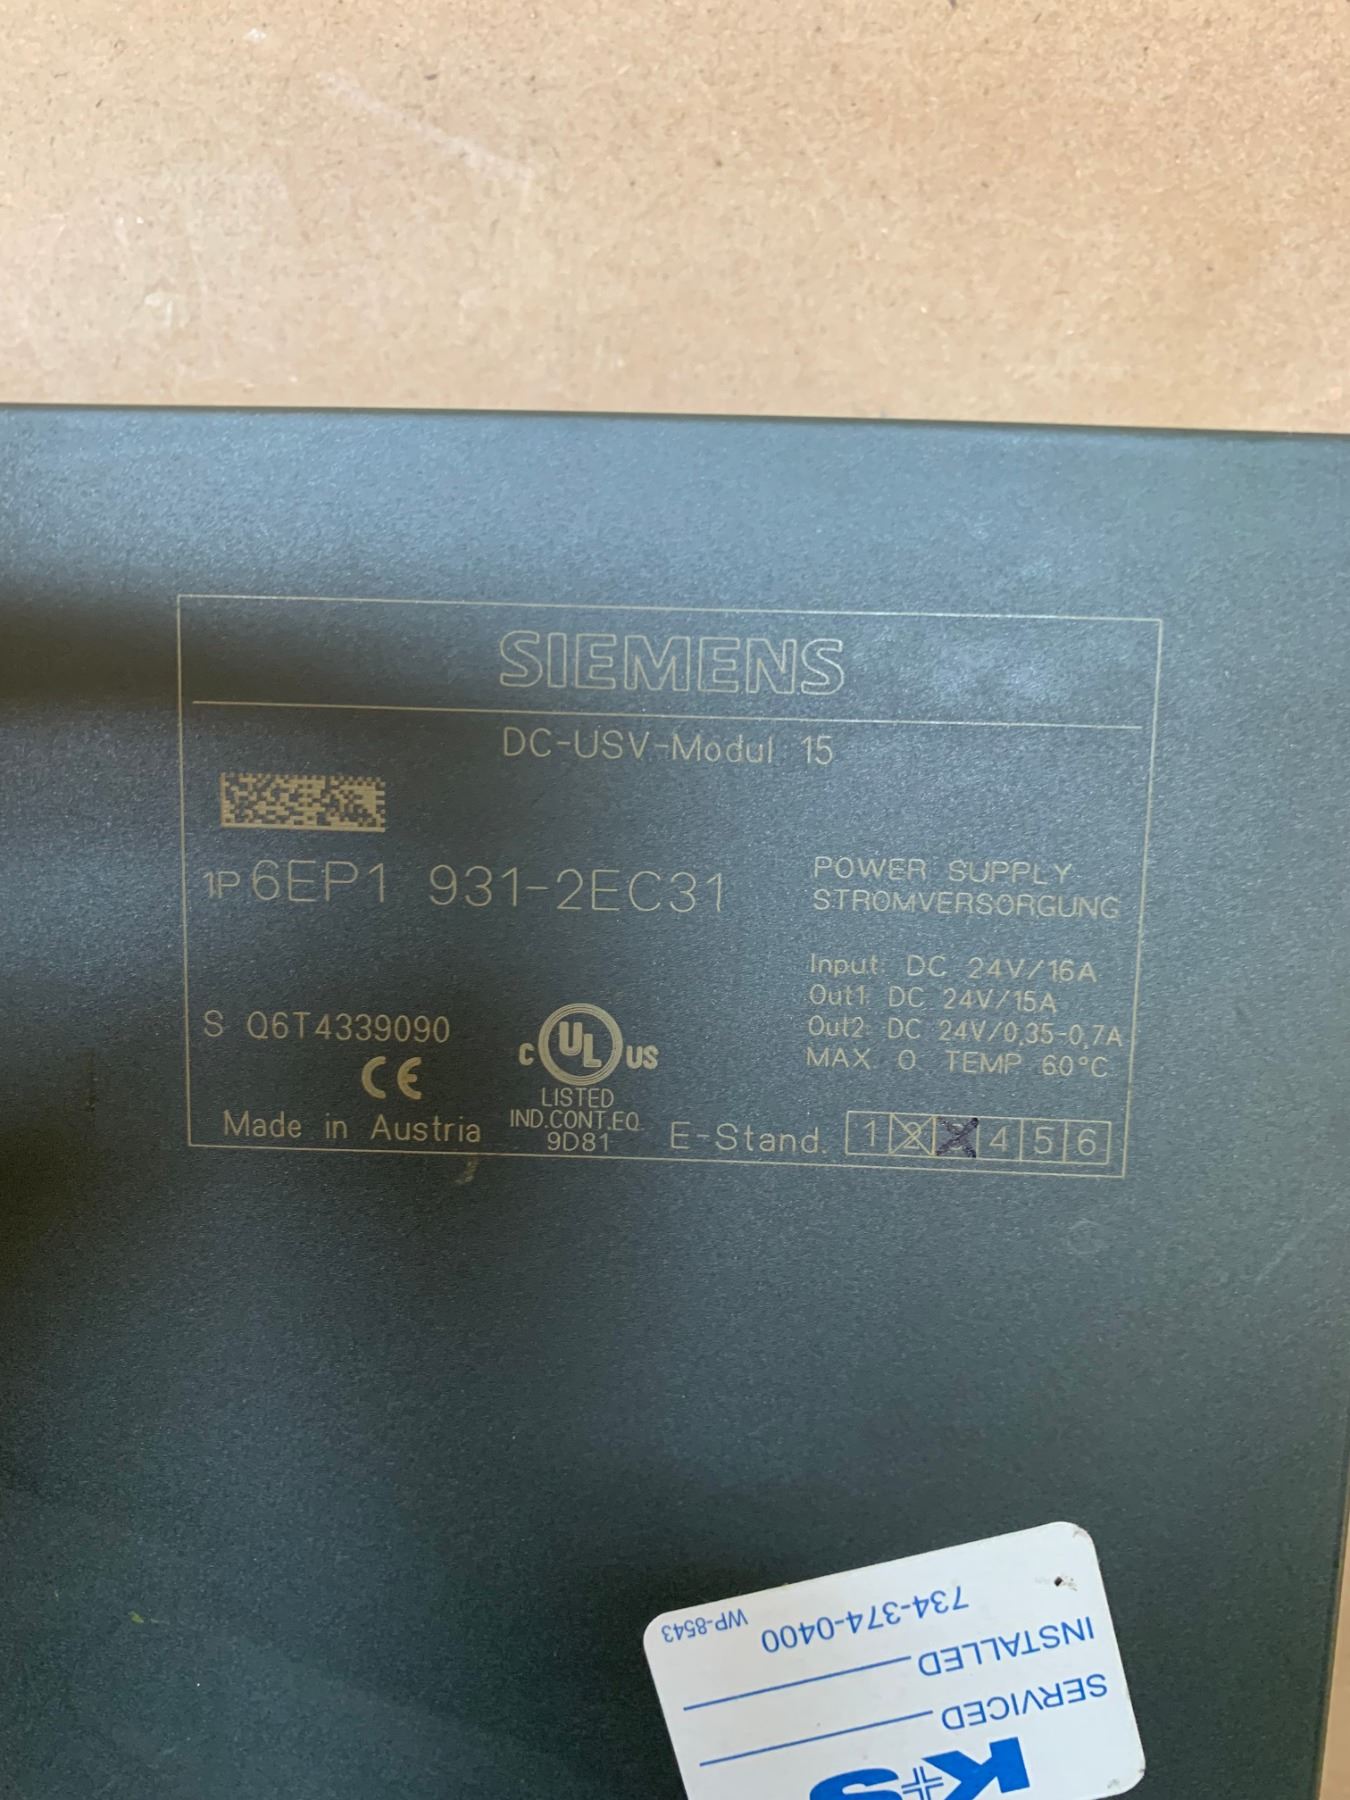 SIEMENS
DC-USV-Modul 15
1P 6EP1 931-2EC31
POWER SUPPLY
STROMVERSORGUNG
Input: DC 24V/16A
Out1: DC 24V/15A
Out2: DC 24V/0,35-0,7A
MAX. O. TEMP 60°C
S Q6T4339090
CE
C UL US
LISTED
IND.CONT.EQ.
9D81
Made in Austria
E-Stand. 1 2 3 4 5 6
K+S
SERVICED
INSTALLED
734-374-0400
WP-8543